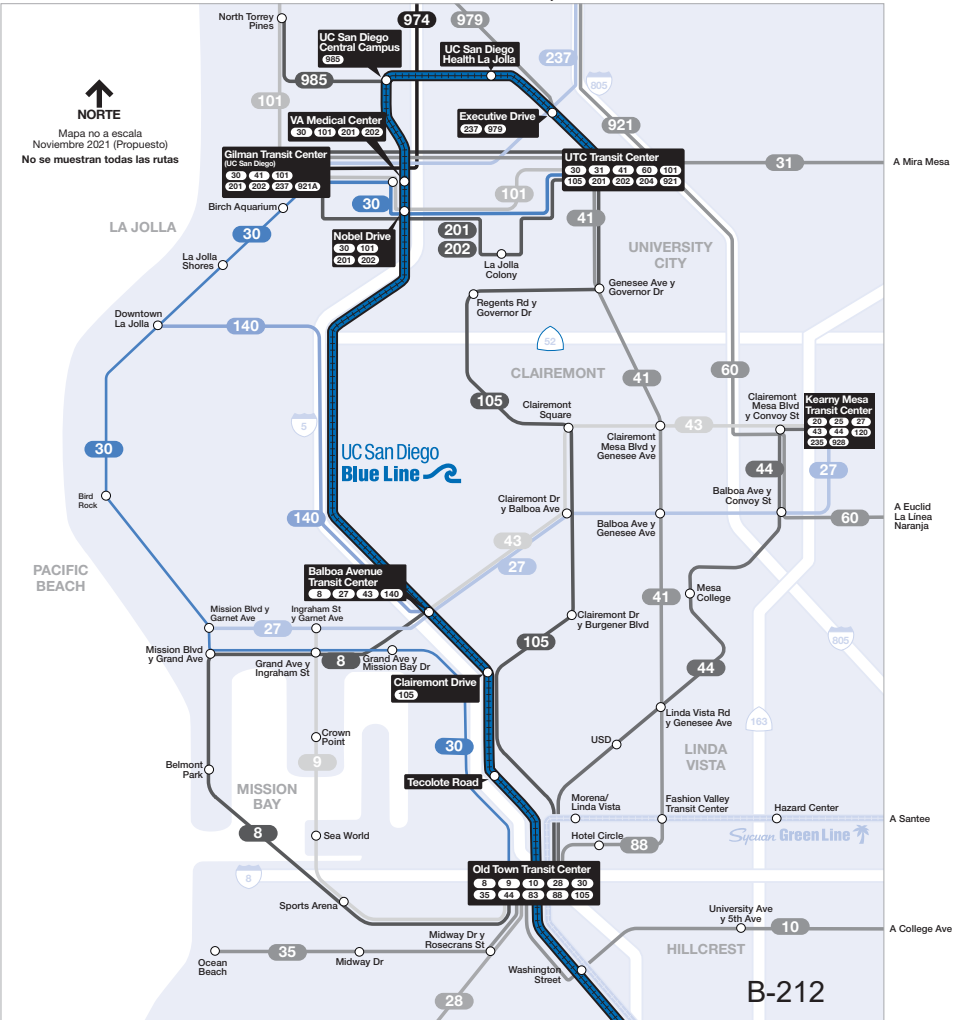 North Torrey
Pines
974
979
UC San Diego
Central Campus
985
UC San Diego
Health La Jolla
237
985
805
NORTE
Mapa no a escala
Noviembre 2021 (Propuesto)
No se muestran todas las rutas
101
VA Medical Center
30 101 201 202
Executive Drive
237 979
921
Gilman Transit Center
(UC San Diego)
30 41 101
201 202 237 921A
UTC Transit Center
30 31 41 60 101
105 201 202 204 921
31
A Mira Mesa
Birch Aquarium
30
101
41
LA JOLLA
30
Nobel Drive
30 101
201 202
201
202
La Jolla
Colony
UNIVERSITY
CITY
La Jolla
Shores
Genesee Ave y
Governor Dr
Regents Rd y
Governor Dr
Downtown
La Jolla
140
52
CLAIREMONT
60
41
105
Clairemont
Square
Clairemont
Mesa Blvd
y Convoy St
Kearny Mesa
Transit Center
20 25 27
43 44 120
235 928
5
43
Clairemont
Mesa Blvd y
Genesee Ave
30
UC San Diego
Blue Line
44
27
Bird
Rock
Clairemont Dr
y Balboa Ave
Balboa Ave y
Genesee Ave
Balboa Ave y
Convoy St
140
60
A Euclid
La Línea
Naranja
43
27
PACIFIC
BEACH
Balboa Avenue
Transit Center
8 27 43 140
41
Mesa
College
Mission Blvd y
Garnet Ave
Ingraham St
y Garnet Ave
27
Clairemont Dr
y Burgener Blvd
805
105
Mission Blvd
y Grand Ave
Grand Ave y
Ingraham St
8
Grand Ave y
Mission Bay Dr
44
Clairemont Drive
105
Linda Vista Rd
y Genesee Ave
163
Crown
Point
30
USD
LINDA
VISTA
9
Belmont
Park
MISSION
BAY
Tecolote Road
Morena/
Linda Vista
Fashion Valley
Transit Center
Hazard Center
A Santee
8
Sea World
Hotel Circle
88
Sycuan Green Line
8
Old Town Transit Center
8 9 10 28 30
35 44 83 88 105
Sports Arena
University Ave
y 5th Ave
10
A College Ave
Midway Dr y
Rosecrans St
35
Ocean
Beach
Midway Dr
HILLCREST
Washington
Street
28
B-212